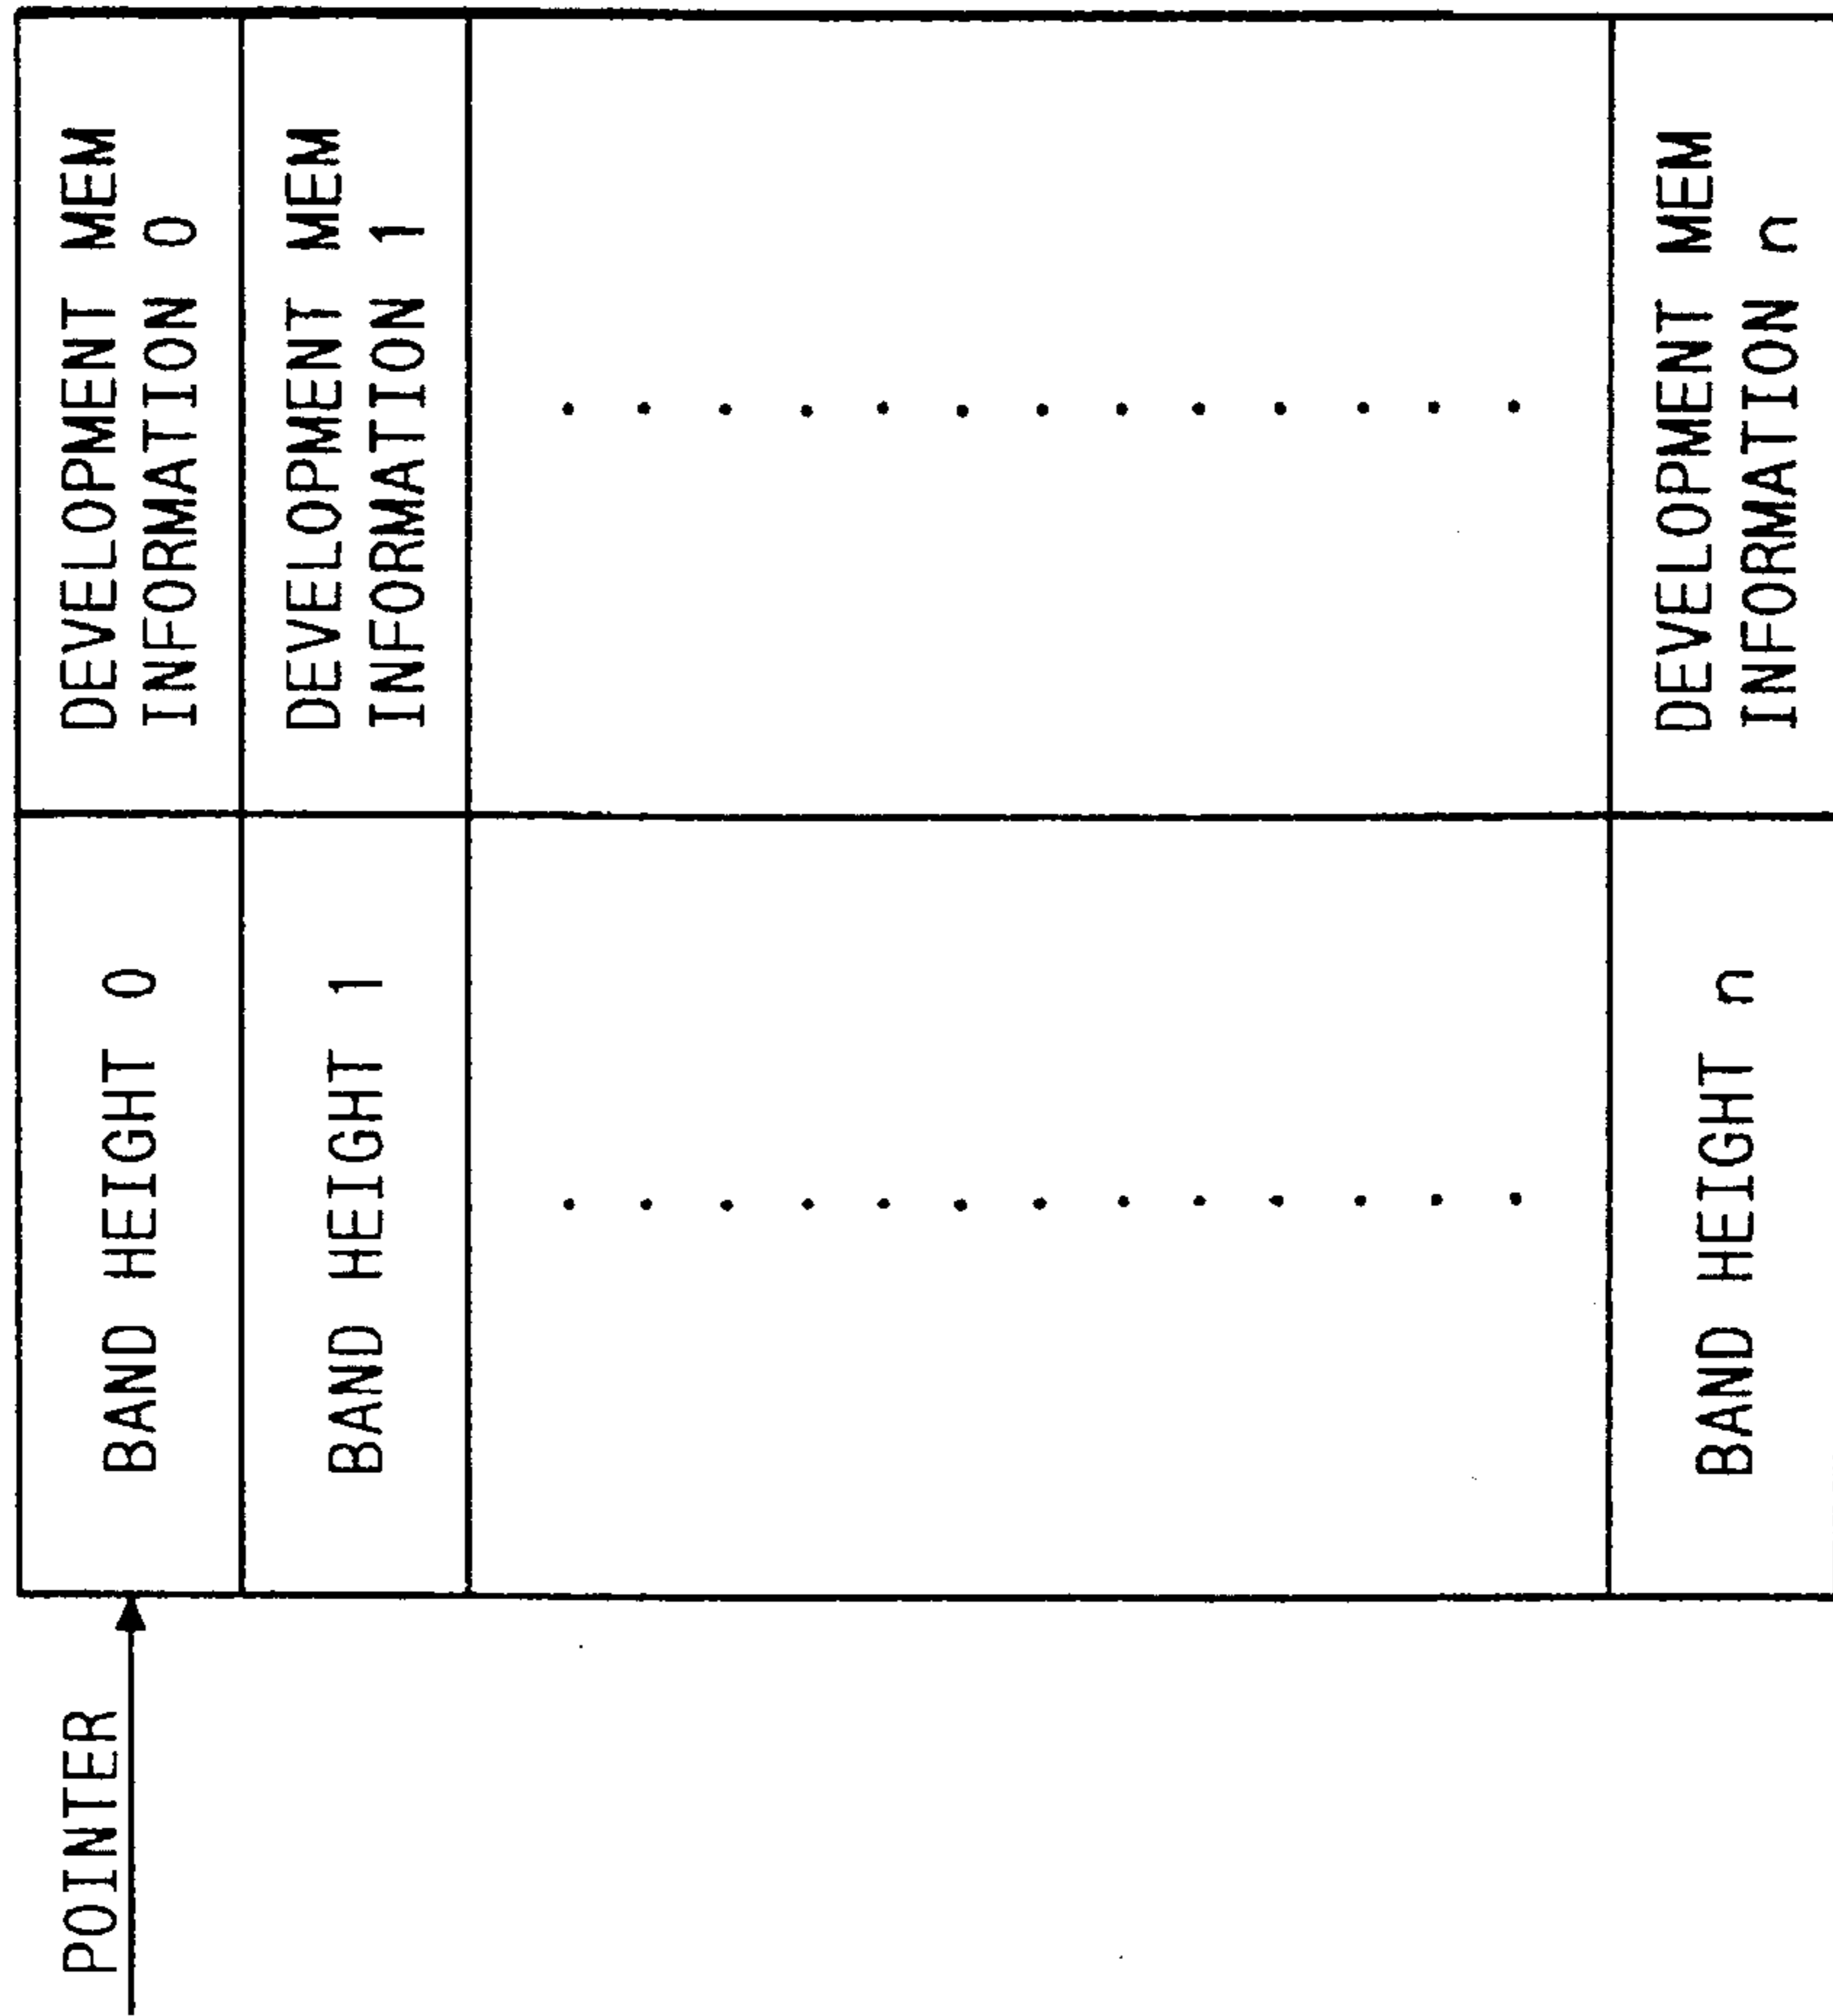 POINTER
BAND HEIGHT 0
DEVELOPMENT MEM
INFORMATION 0
BAND HEIGHT 1
DEVELOPMENT MEM
INFORMATION 1
BAND HEIGHT n
DEVELOPMENT MEM
INFORMATION n